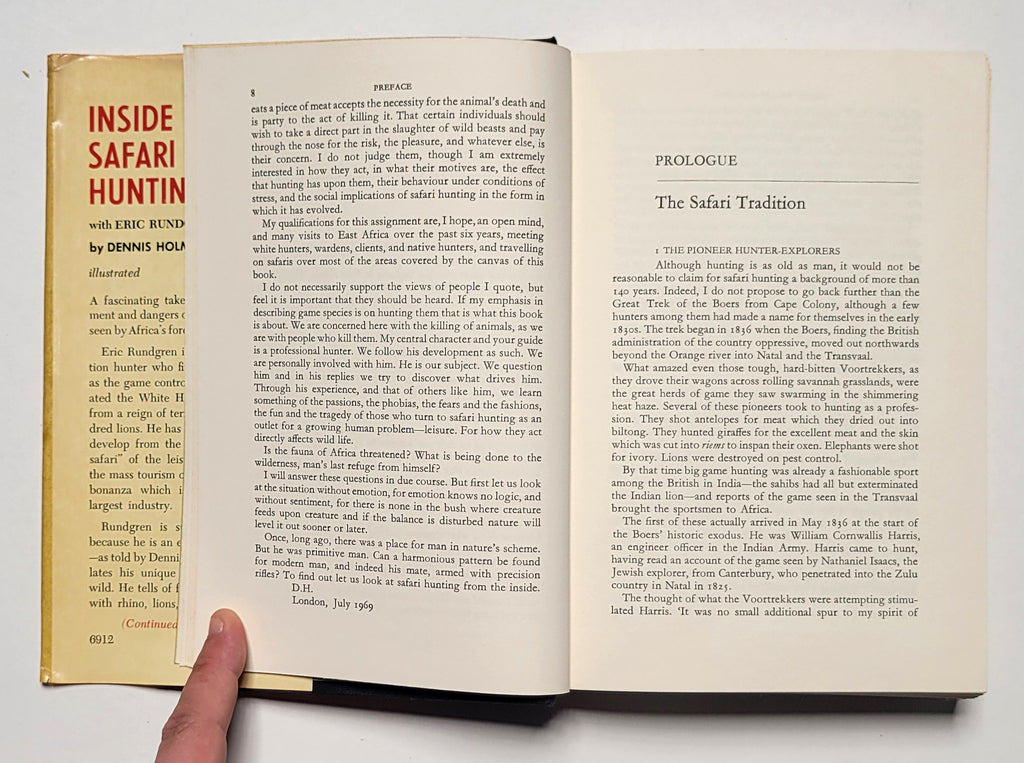 INSIDE
SAFARI
HUNTIN
with ERIC RUND
by DENNIS HOLM
illustrated
A fascinating take
ment and dangers o
seen by Africa's for
Eric Rundgren i
tion hunter who fi
as the game contro
ated the White H
from a reign of ter
dred lions. He has
develop from the
safari" of the leis
the mass tourism o
bonanza which i
largest industry.
Rundgren is s
because he is an e
—as told by Denni
lates his unique
wild. He tells of f
with rhino, lions,
(Continued
6912
8 PREFACE
eats a piece of meat accepts the necessity for the animal's death and
is party to the act of killing it. That certain individuals should
wish to take a direct part in the slaughter of wild beasts and pay
through the nose for the risk, the pleasure, and whatever else, is
their concern. I do not judge them, though I am extremely
interested in how they act, in what their motives are, the effect
that hunting has upon them, their behaviour under conditions of
stress, and the social implications of safari hunting in the form in
which it has evolved.
My qualifications for this assignment are, I hope, an open mind,
and many visits to East Africa over the past six years, meeting
white hunters, wardens, clients, and native hunters, and travelling
on safaris over most of the areas covered by the canvas of this
book.
I do not necessarily support the views of people I quote, but
feel it is important that they should be heard. If my emphasis in
describing game species is on hunting them that is what this book
is about. We are concerned here with the killing of animals, as we
are with people who kill them. My central character and your guide
is a professional hunter. We follow his development as such. We
are personally involved with him. He is our subject. We question
him and in his replies we try to discover what drives him.
Through his experience, and that of others like him, we learn
something of the passions, the phobias, the fears and the fashions,
the fun and the tragedy of those who turn to safari hunting as an
outlet for a growing human problem—leisure. For how they act
directly affects wild life.
Is the fauna of Africa threatened? What is being done to the
wilderness, man's last refuge from himself?
I will answer these questions in due course. But first let us look
at the situation without emotion, for emotion knows no logic, and
without sentiment, for there is none in the bush where creature
feeds upon creature and if the balance is disturbed nature will
level it out sooner or later.
Once, long ago, there was a place for man in nature's scheme.
But he was primitive man. Can a harmonious pattern be found
for modern man, and indeed his mate, armed with precision
rifles? To find out let us look at safari hunting from the inside.
D.H.
London, July 1969
PROLOGUE
The Safari Tradition
1 THE PIONEER HUNTER-EXPLORERS
Although hunting is as old as man, it would not be
reasonable to claim for safari hunting a background of more than
140 years. Indeed, I do not propose to go back further than the
Great Trek of the Boers from Cape Colony, although a few
hunters among them had made a name for themselves in the early
1830s. The trek began in 1836 when the Boers, finding the British
administration of the country oppressive, moved out northwards
beyond the Orange river into Natal and the Transvaal.
What amazed even those tough, hard-bitten Voortrekkers, as
they drove their wagons across rolling savannah grasslands, were
the great herds of game they saw swarming in the shimmering
heat haze. Several of these pioneers took to hunting as a profes-
sion. They shot antelopes for meat which they dried out into
biltong. They hunted giraffes for the excellent meat and the skin
which was cut into riems to inspan their oxen. Elephants were shot
for ivory. Lions were destroyed on pest control.
By that time big game hunting was already a fashionable sport
among the British in India—the sahibs had all but exterminated
the Indian lion—and reports of the game seen in the Transvaal
brought the sportsmen to Africa.
The first of these actually arrived in May 1836 at the start of
the Boers' historic exodus. He was William Cornwallis Harris,
an engineer officer in the Indian Army. Harris came to hunt,
having read an account of the game seen by Nathaniel Isaacs, the
Jewish explorer, from Canterbury, who penetrated into the Zulu
country in Natal in 1825.
The thought of what the Voortrekkers were attempting stimu-
lated Harris. 'It was no small additional spur to my spirit of